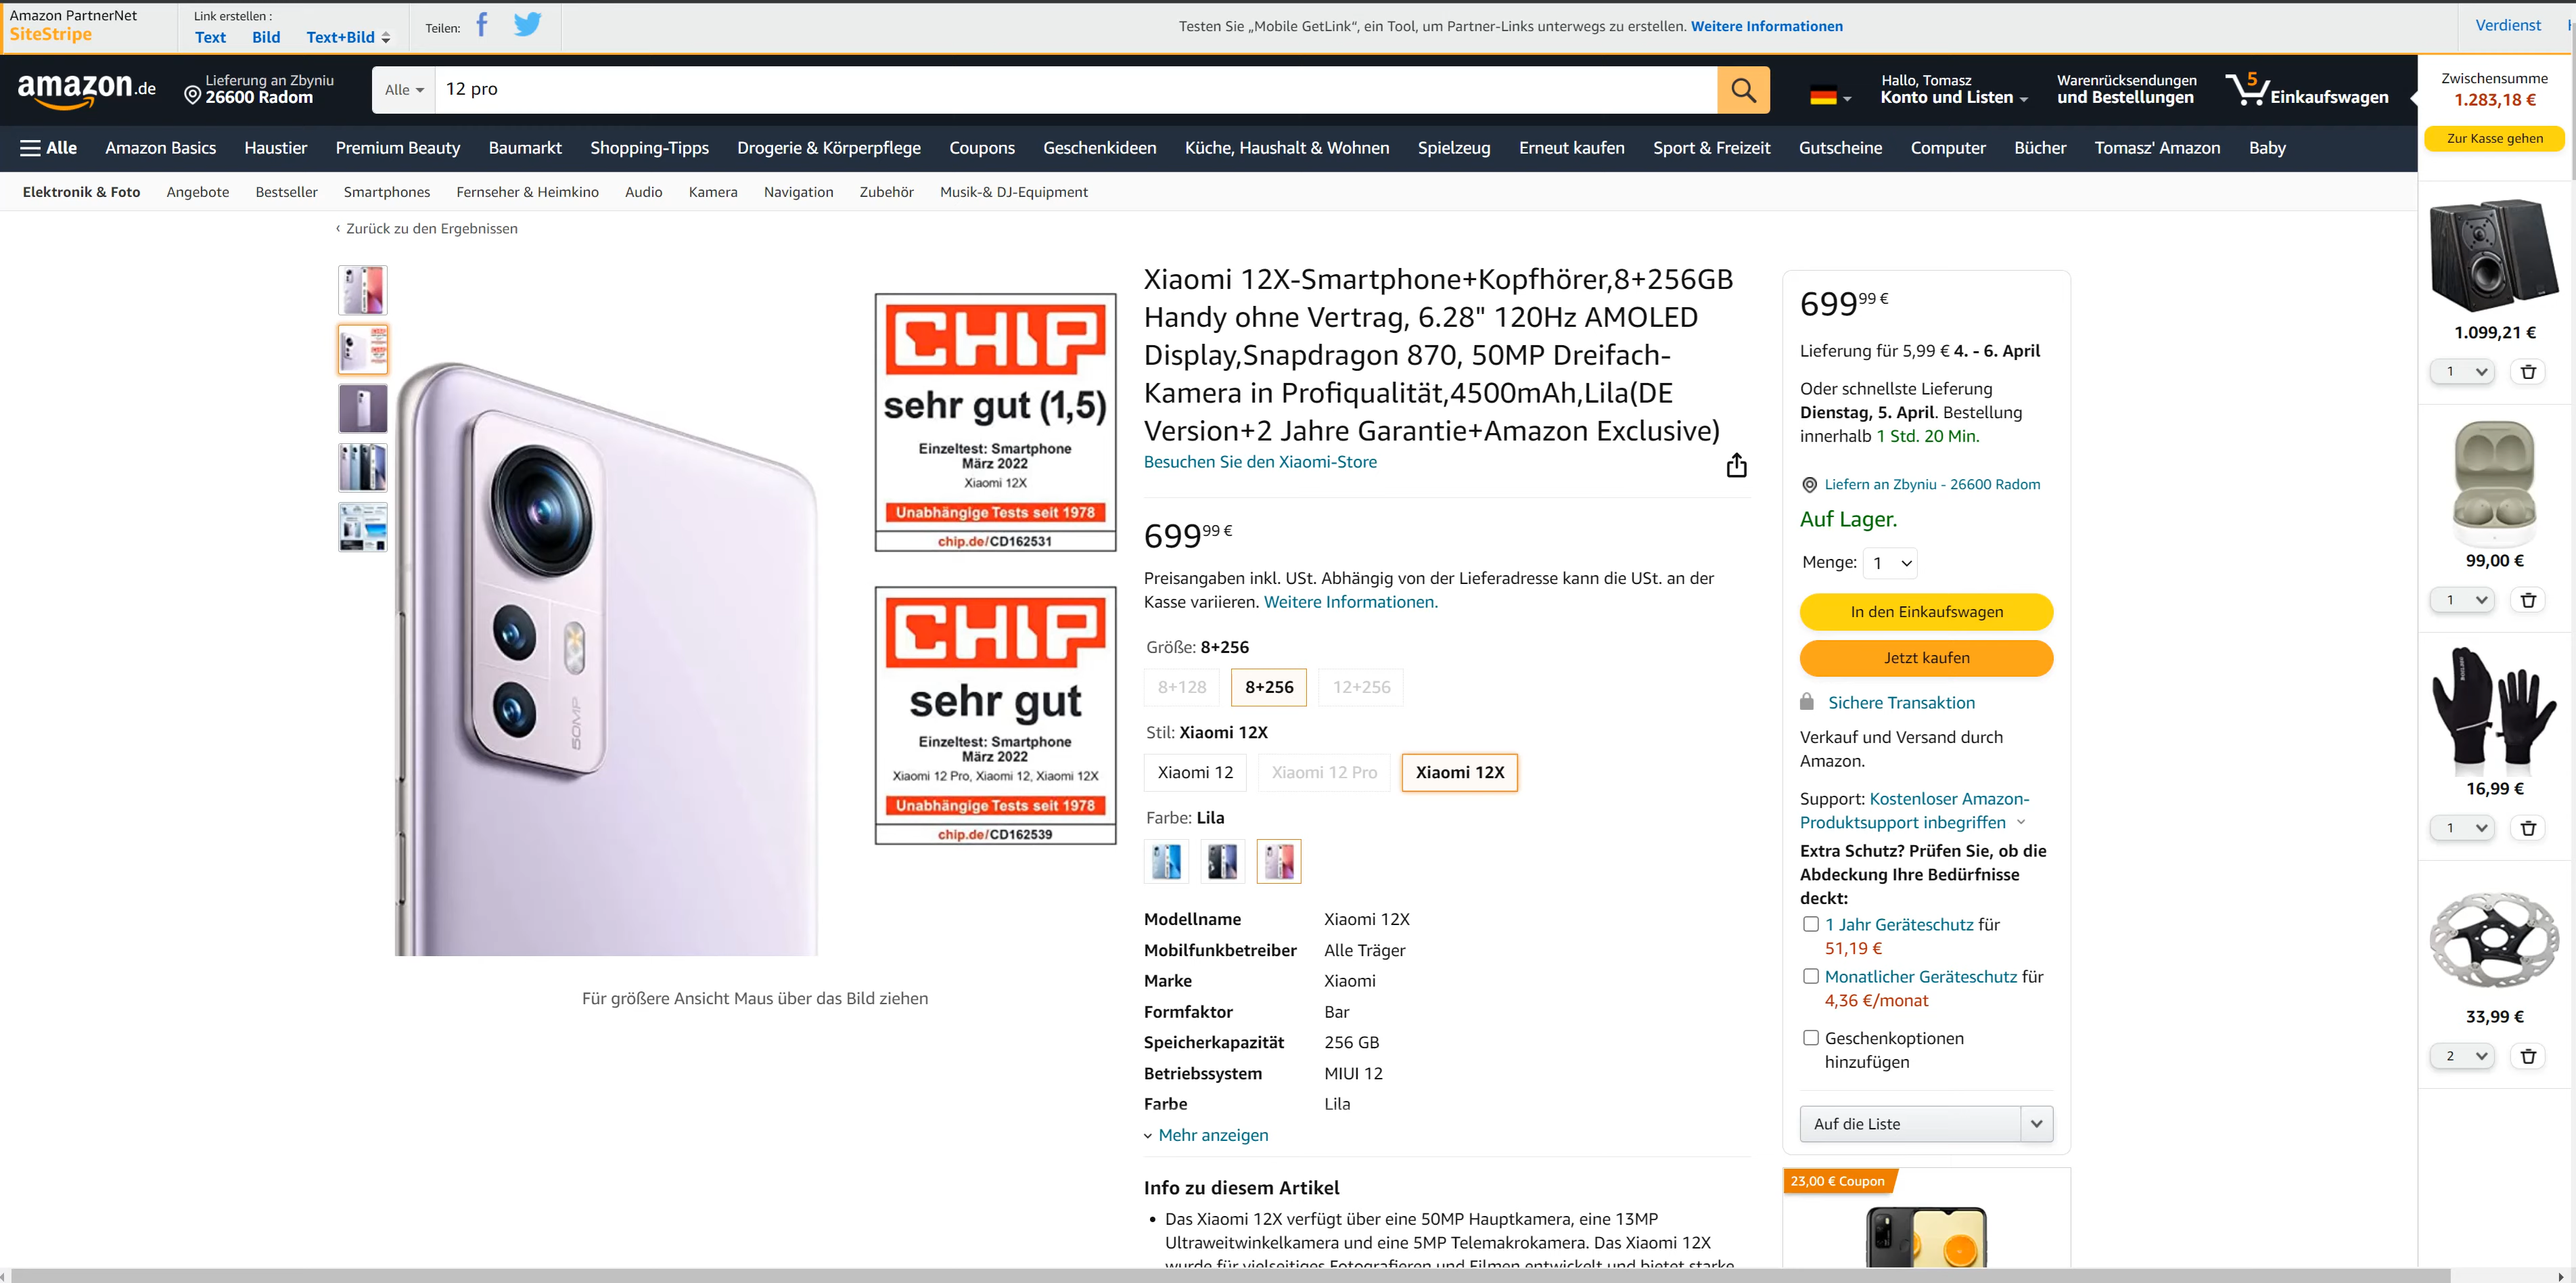 Amazon PartnerNet
SiteStripe
Link erstellen :
Text Bild Text+Bild
Teilen:
Testen Sie „Mobile GetLink“, ein Tool, um Partner-Links unterwegs zu erstellen. Weitere Informationen
Verdienst
amazon.de
Lieferung an Zbyniu
26600 Radom
Alle
12 pro
Hallo, Tomasz
Konto und Listen
Warenrücksendungen
und Bestellungen
5
Einkaufswagen
Alle Amazon Basics Haustier Premium Beauty Baumarkt Shopping-Tipps Drogerie & Körperpflege Coupons Geschenkideen Küche, Haushalt & Wohnen Spielzeug Erneut kaufen Sport & Freizeit Gutscheine Computer Bücher Tomasz' Amazon Baby
Elektronik & Foto Angebote Bestseller Smartphones Fernseher & Heimkino Audio Kamera Navigation Zubehör Musik-& DJ-Equipment
‹ Zurück zu den Ergebnissen
50MP
CHIP
sehr gut (1,5)
Einzeltest: Smartphone
März 2022
Xiaomi 12X
Unabhängige Tests seit 1978
chip.de/CD162531
CHIP
sehr gut
Einzeltest: Smartphone
März 2022
Xiaomi 12 Pro, Xiaomi 12, Xiaomi 12X
Unabhängige Tests seit 1978
chip.de/CD162539
Für größere Ansicht Maus über das Bild ziehen
Xiaomi 12X-Smartphone+Kopfhörer,8+256GB
Handy ohne Vertrag, 6.28" 120Hz AMOLED
Display,Snapdragon 870, 50MP Dreifach-
Kamera in Profiqualität,4500mAh,Lila(DE
Version+2 Jahre Garantie+Amazon Exclusive)
Besuchen Sie den Xiaomi-Store
699 99 €
Preisangaben inkl. USt. Abhängig von der Lieferadresse kann die USt. an der
Kasse variieren. Weitere Informationen.
Größe: 8+256
8+128 8+256 12+256
Stil: Xiaomi 12X
Xiaomi 12 Xiaomi 12 Pro Xiaomi 12X
Farbe: Lila
Modellname Xiaomi 12X
Mobilfunkbetreiber Alle Träger
Marke Xiaomi
Formfaktor Bar
Speicherkapazität 256 GB
Betriebssystem MIUI 12
Farbe Lila
Mehr anzeigen
Info zu diesem Artikel
• Das Xiaomi 12X verfügt über eine 50MP Hauptkamera, eine 13MP
Ultraweitwinkelkamera und eine 5MP Telemakrokamera. Das Xiaomi 12X
wurde für vielseitiges Fotografieren und Filmen entwickelt und bietet starke
699 99 €
Lieferung für 5,99 € 4. - 6. April
Oder schnellste Lieferung
Dienstag, 5. April. Bestellung
innerhalb 1 Std. 20 Min.
Liefern an Zbyniu - 26600 Radom
Auf Lager.
Menge: 1
In den Einkaufswagen
Jetzt kaufen
Sichere Transaktion
Verkauf und Versand durch
Amazon.
Support: Kostenloser Amazon-
Produktsupport inbegriffen
Extra Schutz? Prüfen Sie, ob die
Abdeckung Ihre Bedürfnisse
deckt:
1 Jahr Geräteschutz für
51,19 €
Monatlicher Geräteschutz für
4,36 €/monat
Geschenkoptionen
hinzufügen
Auf die Liste
23,00 € Coupon
Zwischensumme
1.283,18 €
Zur Kasse gehen
1.099,21 €
1
99,00 €
1
16,99 €
1
33,99 €
2